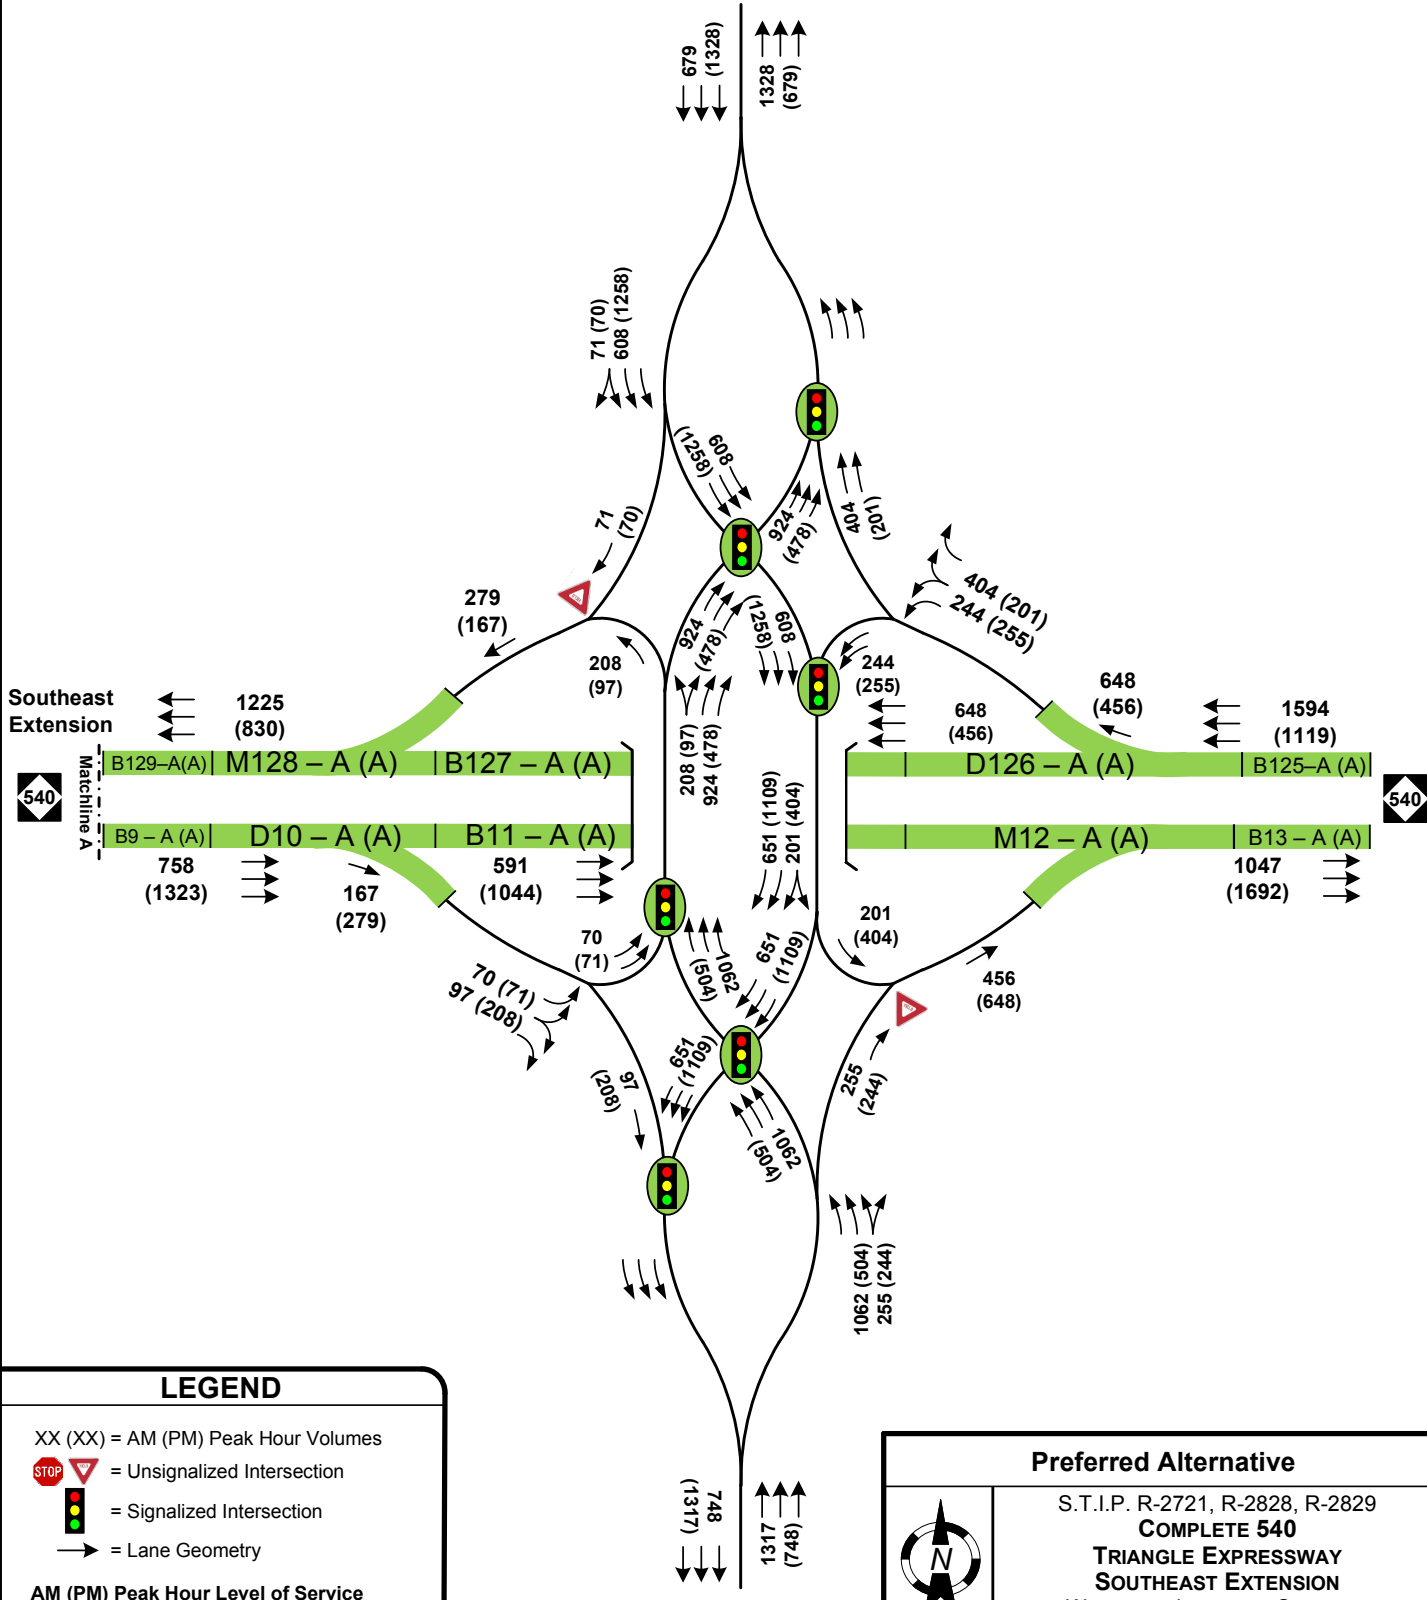 679
(1328)
1328
(679)
71 (70)
608 (1258)
608
(1258)
924
(478)
404
(201)
71
(70)
279
(167)
404 (201)
244 (255)
208
(97)
924
(478)
608
(1258)
244
(255)
648
(456)
Southeast
Extension
1225
(830)
648
(456)
1594
(1119)
208 (97)
924 (478)
B129–A(A)
M128 – A (A)
B127 – A (A)
D126 – A (A)
B125–A (A)
540
Matchline A
540
651 (1109)
201 (404)
B9 – A (A)
D10 – A (A)
B11 – A (A)
M12 – A (A)
B13 – A (A)
758
(1323)
167
(279)
591
(1044)
1047
(1692)
70
(71)
1062
(504)
651
(1109)
201
(404)
70 (71)
97 (208)
456
(648)
97
(208)
651
(1109)
1062
(504)
255
(244)
1062 (504)
255 (244)
748
(1317)
1317
(748)
LEGEND
XX (XX) = AM (PM) Peak Hour Volumes
STOP = Unsignalized Intersection
= Signalized Intersection
= Lane Geometry
AM (PM) Peak Hour Level of Service
Preferred Alternative
N
S.T.I.P. R-2721, R-2828, R-2829
COMPLETE 540
TRIANGLE EXPRESSWAY
SOUTHEAST EXTENSION